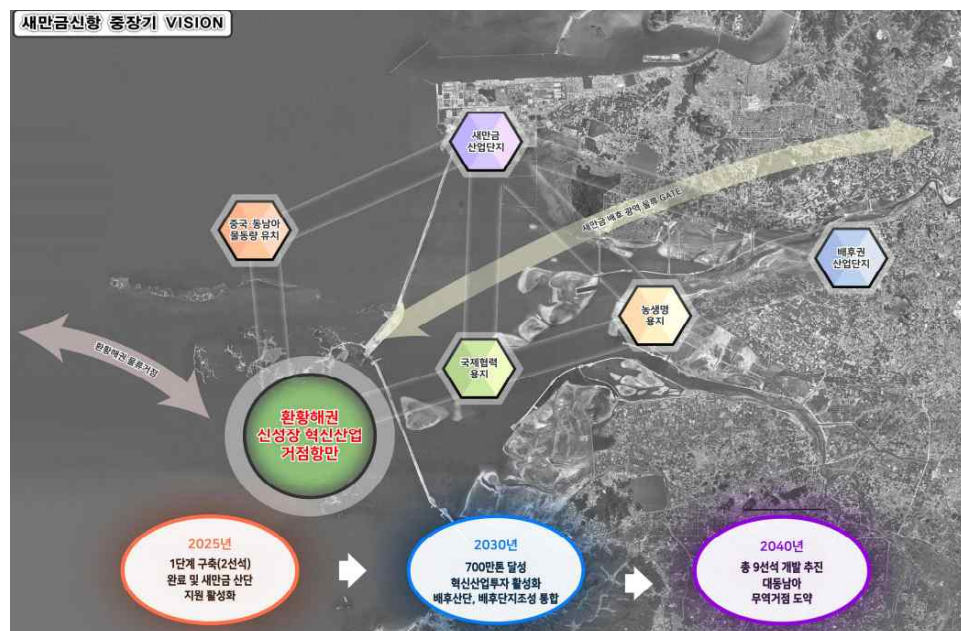 새만금신항 중장기 VISION
새만금
산업단지
중국·동남아
물동량 유치
새만금 배후 광역 물류 GATE
배후권
산업단지
농생명
용지
환황해권 물류거점
국제협력
용지
환황해권
신성장 혁신산업
거점항만
2025년
1단계 구축(2선석)
완료 및 새만금 산단
지원 활성화
2030년
700만톤 달성
혁신산업투자 활성화
배후산단, 배후단지조성 통합
2040년
총 9선석 개발 추진
대동남아
무역거점 도약